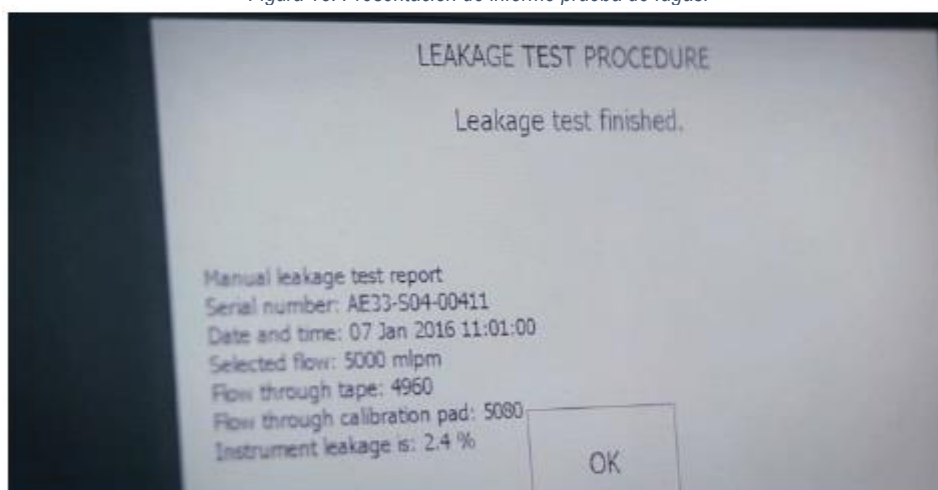 LEAKAGE TEST PROCEDURE
Leakage test finished.
Manual leakage test report
Serial number: AE33-S04-00411
Date and time: 07 Jan 2016 11:01:00
Selected flow: 5000 mlpm
Flow through tape: 4960
Flow through calibration pad: 5080
Instrument leakage is: 2.4 %
OK